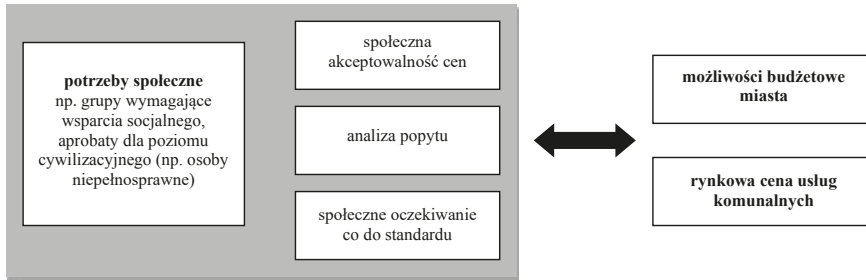 potrzeby społeczne
np. grupy wymagające
wsparcia socjalnego,
aprobaty dla poziomu
cywilizacyjnego (np. osoby
niepełnosprawne)
społeczna
akceptowalność cen
analiza popytu
społeczne oczekiwanie
co do standardu
możliwości budżetowe
miasta
rynkowa cena usług
komunalnych